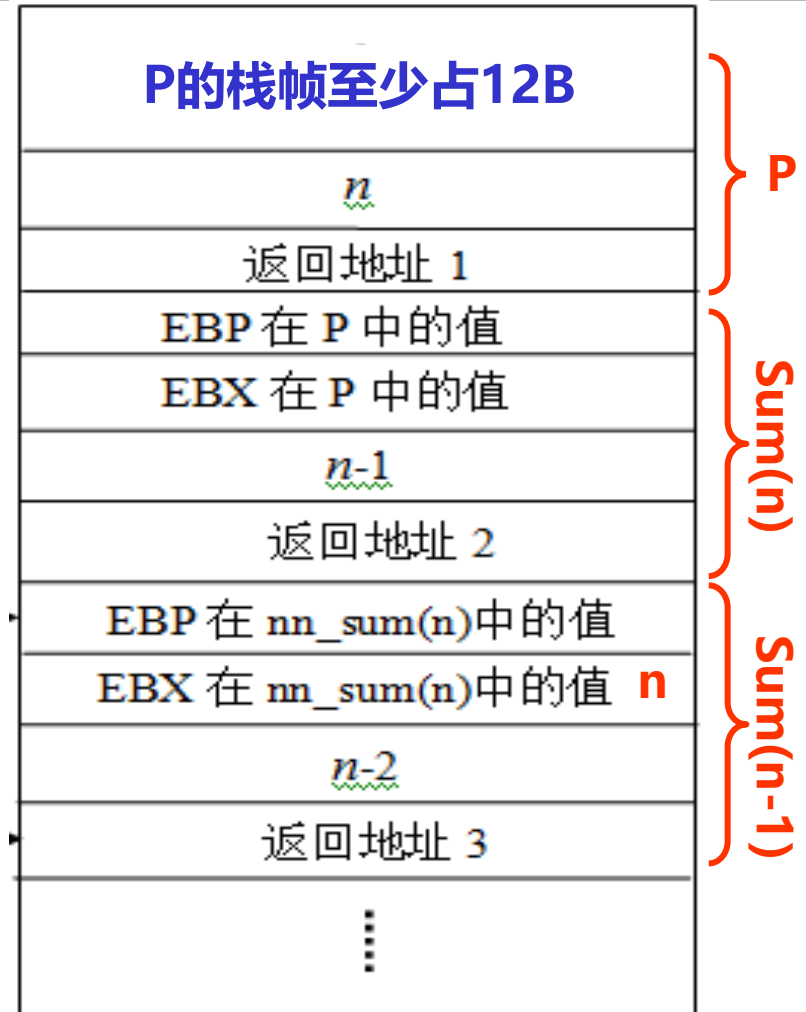 P的栈帧至少占12B
n
返回地址 1
P
EBP 在 P 中的值
EBX 在 P 中的值
n-1
返回地址 2
Sum(n)
EBP 在 nn_sum(n)中的值
EBX 在 nn_sum(n)中的值 n
n-2
返回地址 3
Sum(n-1)